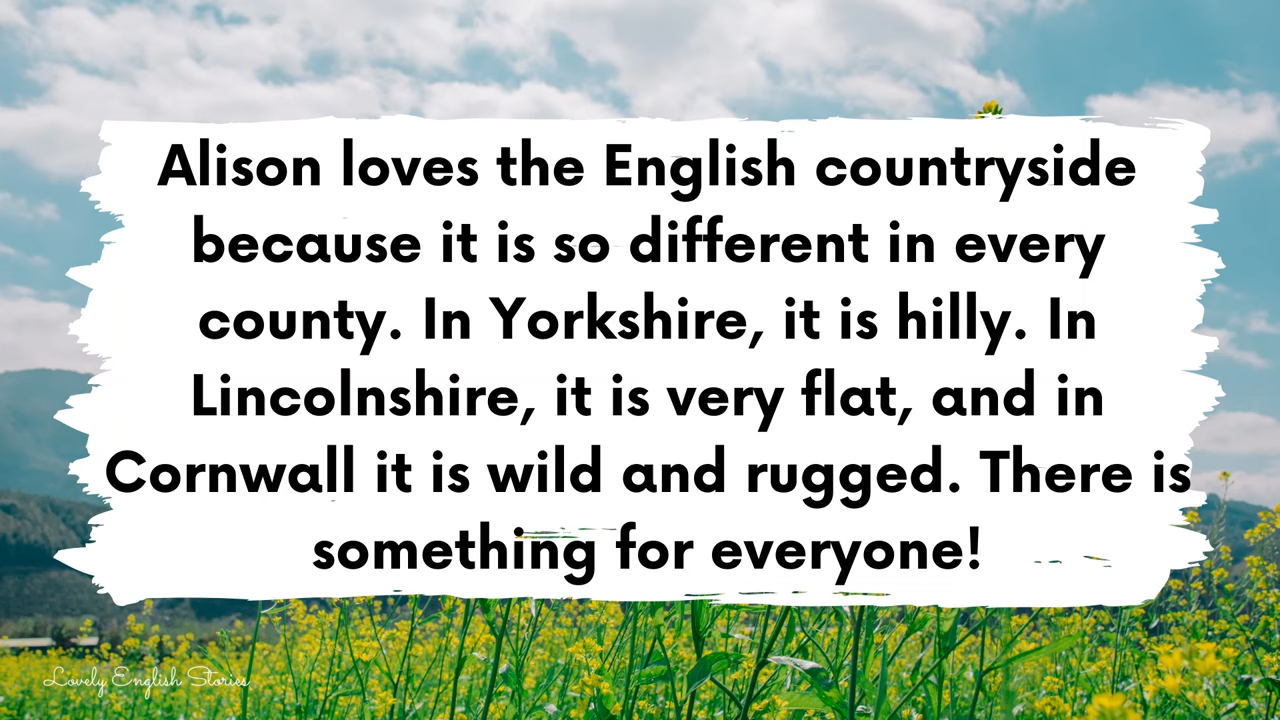 Alison loves the English countryside
because it is so different in every
county. In Yorkshire, it is hilly. In
Lincolnshire, it is very flat, and in
Cornwall it is wild and rugged. There is
something for everyone!
Lovely English Stories